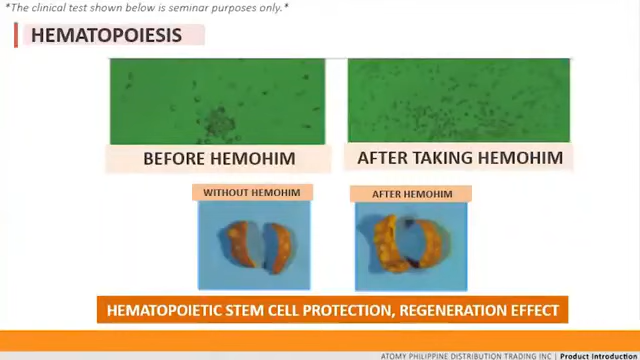 *The clinical test shown below is seminar purposes only.*
HEMATOPOIESIS
BEFORE HEMOHIM
AFTER TAKING HEMOHIM
WITHOUT HEMOHIM
AFTER HEMOHIM
HEMATOPOIETIC STEM CELL PROTECTION, REGENERATION EFFECT
ATOMY PHILIPPINE DISTRIBUTION TRADING INC | Product Introduction